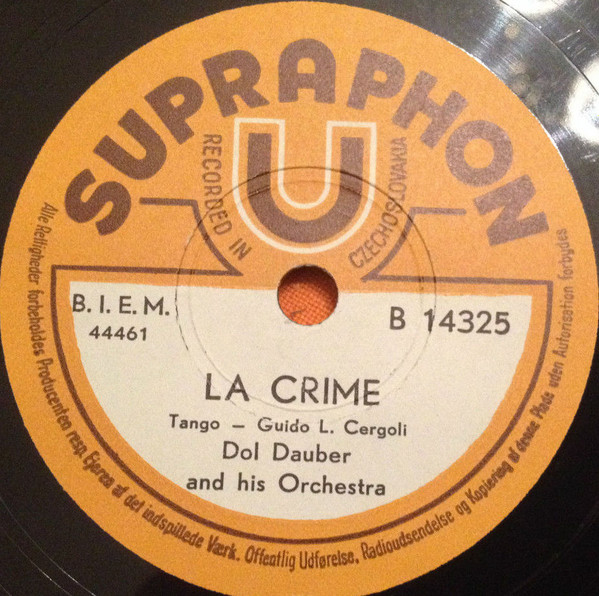 SUPRAPHON
U
RECORDED IN
CZECHOSLOVAKIA
B. I. E. M.
44461
B 14325
LA CRIME
Tango – Guido L. Cergoli
Dol Dauber
and his Orchestra
Alle Rettigheder forbeholdes Producenten resp. Ejeren af det indspillede Værk. Offentlig Udførelse, Radioudsendelse og Kopiering af denne Plade uden Autorisation forbydes